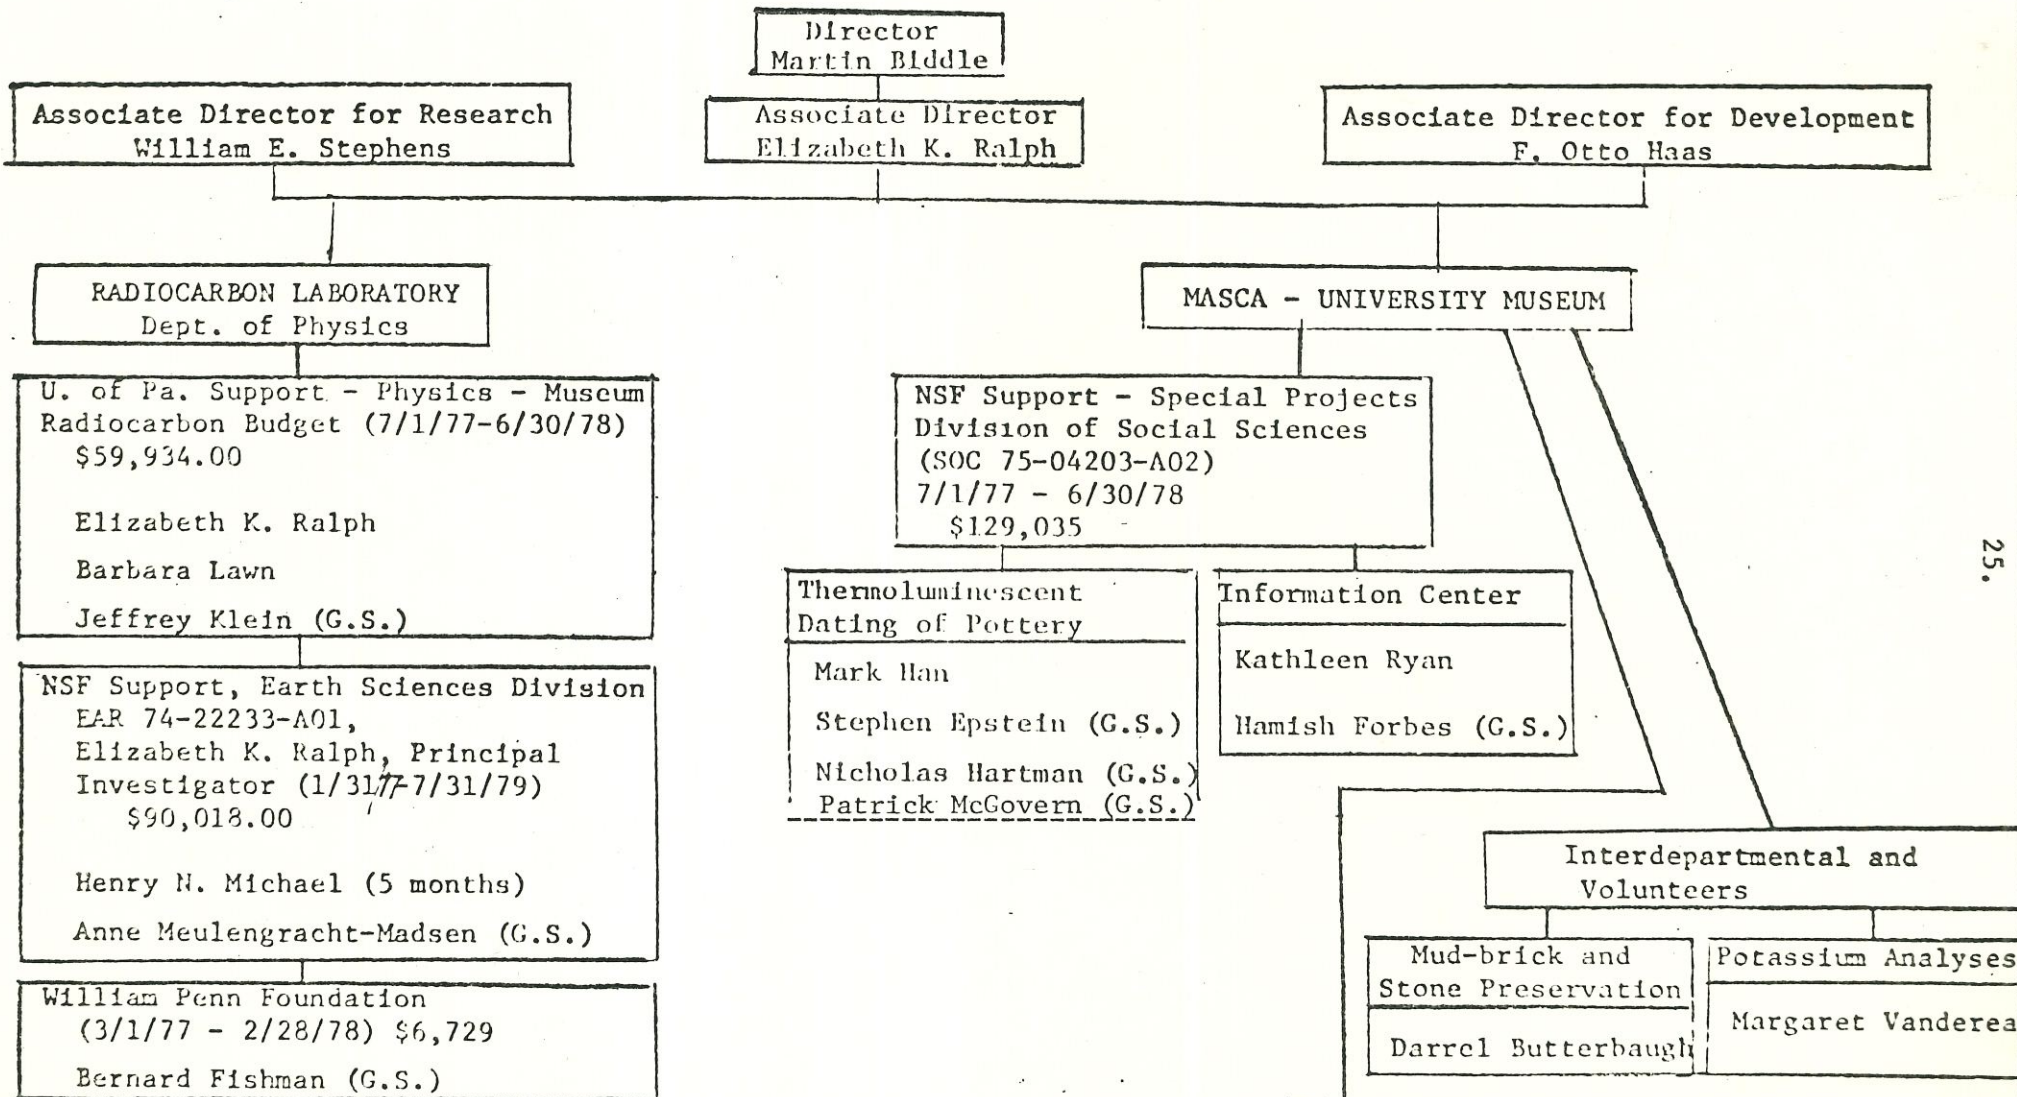 Director
Martin Biddle
Associate Director for Research
William E. Stephens
Associate Director
Elizabeth K. Ralph
Associate Director for Development
F. Otto Haas
RADIOCARBON LABORATORY
Dept. of Physics
U. of Pa. Support - Physics - Museum
Radiocarbon Budget (7/1/77-6/30/78)
$59,934.00
Elizabeth K. Ralph
Barbara Lawn
Jeffrey Klein (G.S.)
NSF Support, Earth Sciences Division
EAR 74-22233-A01,
Elizabeth K. Ralph, Principal
Investigator (1/31/77-7/31/79)
$90,018.00
Henry N. Michael (5 months)
Anne Meulengracht-Madsen (G.S.)
William Penn Foundation
(3/1/77 - 2/28/78) $6,729
Bernard Fishman (G.S.)
MASCA - UNIVERSITY MUSEUM
NSF Support - Special Projects
Division of Social Sciences
(SOC 75-04203-A02)
7/1/77 - 6/30/78
$129,035
Thermoluminescent
Dating of Pottery
Mark Han
Stephen Epstein (G.S.)
Nicholas Hartman (G.S.)
Patrick McGovern (G.S.)
Information Center
Kathleen Ryan
Hamish Forbes (G.S.)
Interdepartmental and
Volunteers
Mud-brick and
Stone Preservation
Darrel Butterbaugh
Potassium Analyses
Margaret Vanderea
25.